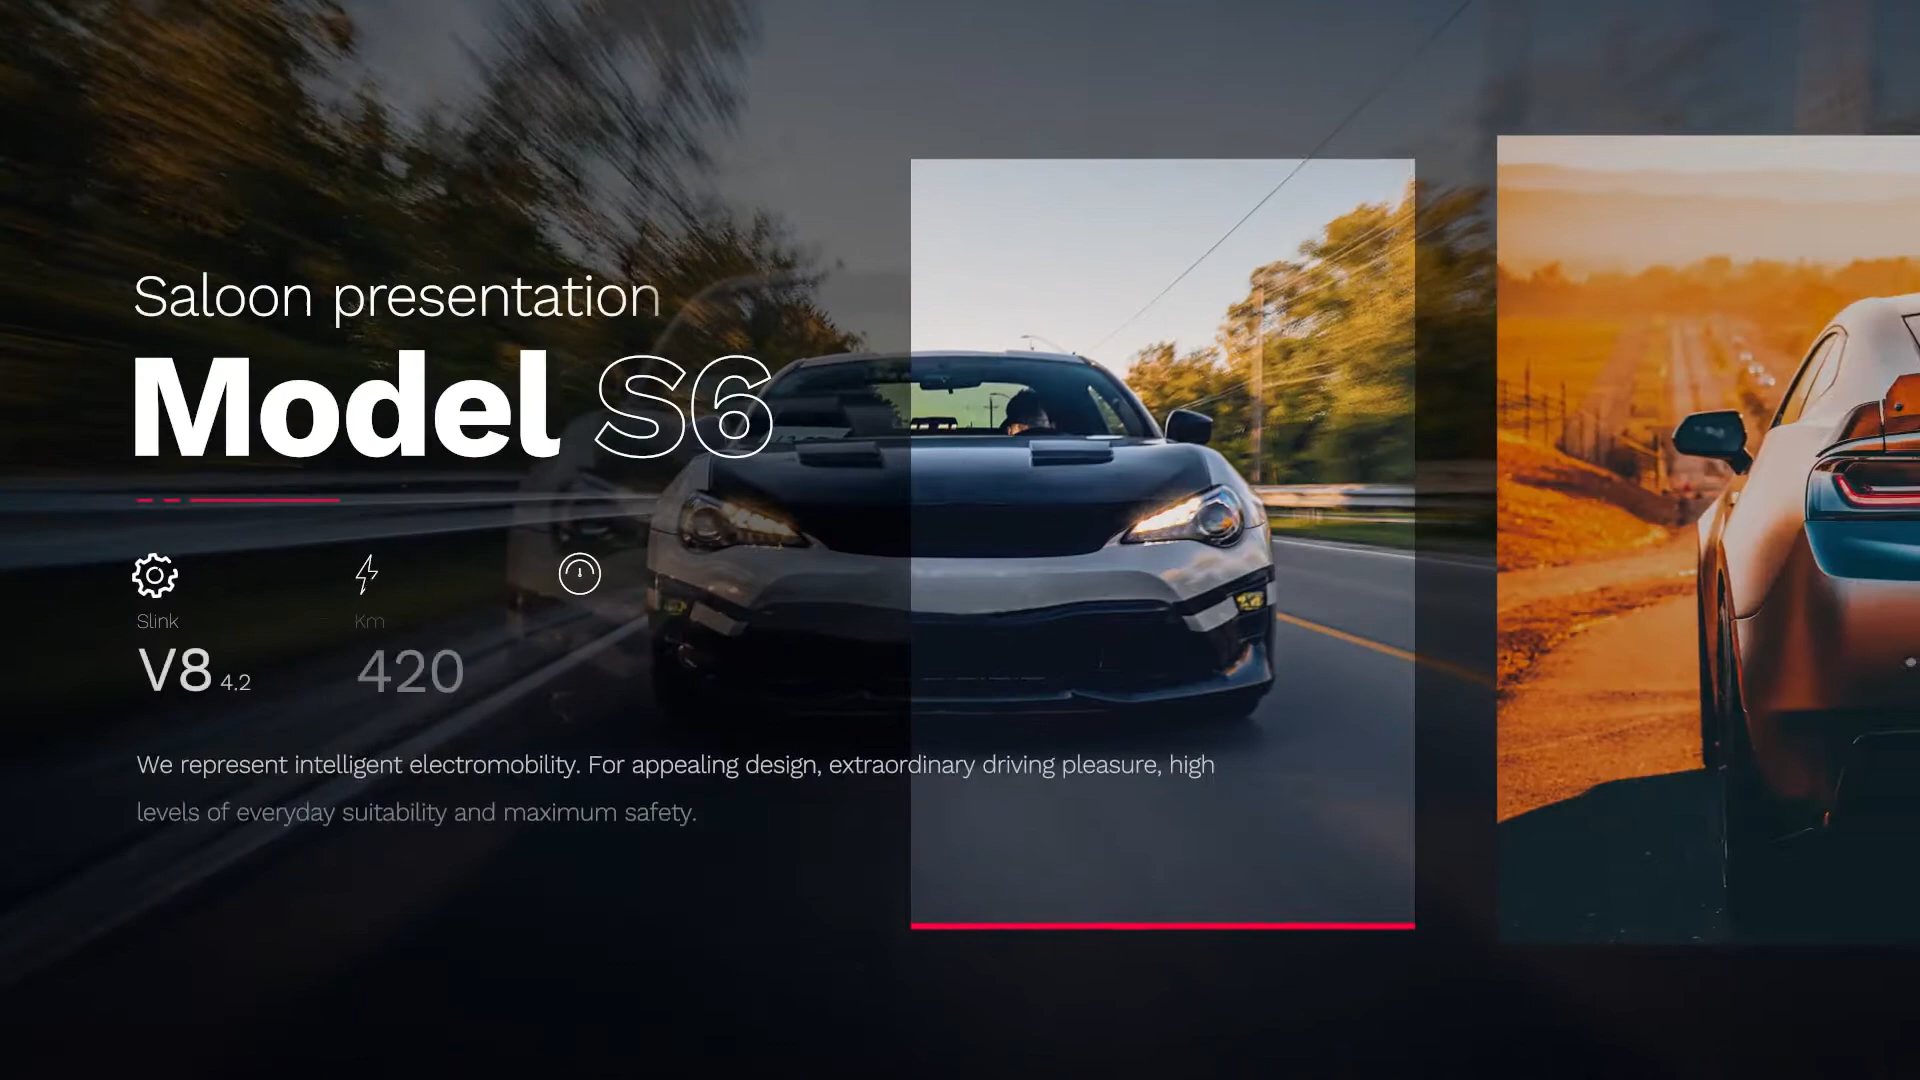 Saloon presentation
Model S6
Slink
Km
V8 4.2
420
We represent intelligent electromobility. For appealing design, extraordinary driving pleasure, high
levels of everyday suitability and maximum safety.